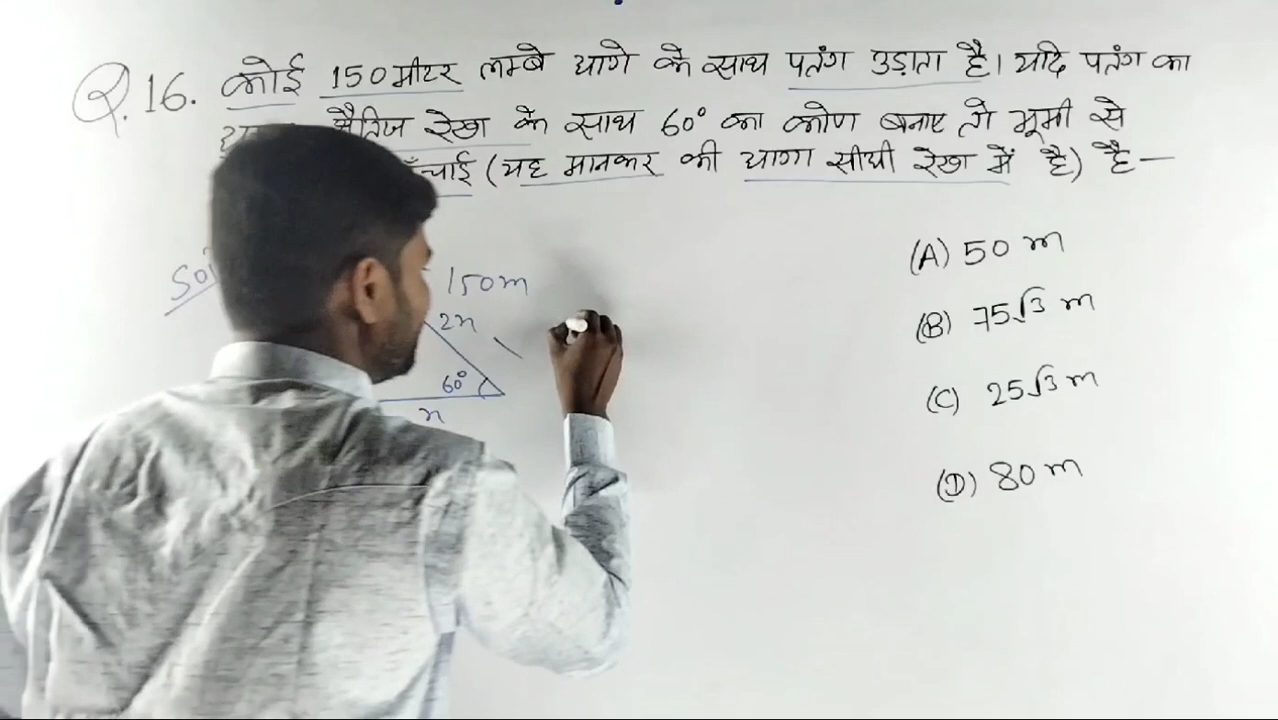 Q.16. कोई 150 मीटर लम्बे धागे के साथ पतंग उड़ाता है। यदि पतंग का
क्षैतिज रेखा के साथ 60° का कोण बनाए तो भूमी से
(यह मानकर की धागा सीधी रेखा में है) है —
(A) 50 m
150m
(B) 75√3 m
2x
60°
(C) 25√3 m
x
(D) 80 m